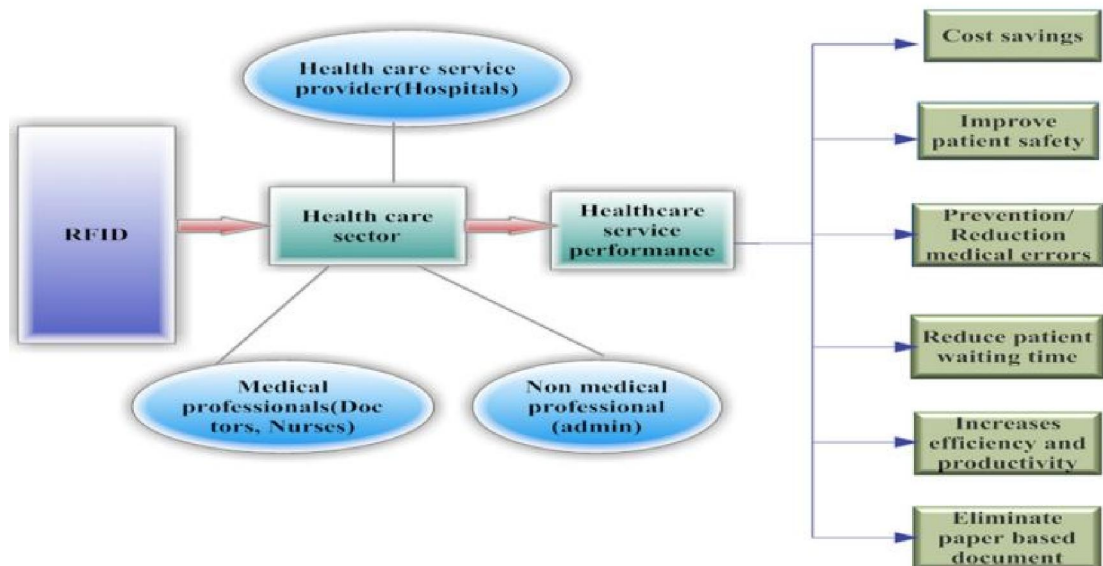 Health care service
provider(Hospitals)
RFID
Health care
sector
Healthcare
service
performance
Medical
professionals(Doc
tors, Nurses)
Non medical
professional
(admin)
Cost savings
Improve
patient safety
Prevention/
Reduction
medical errors
Reduce patient
waiting time
Increases
efficiency and
productivity
Eliminate
paper based
document